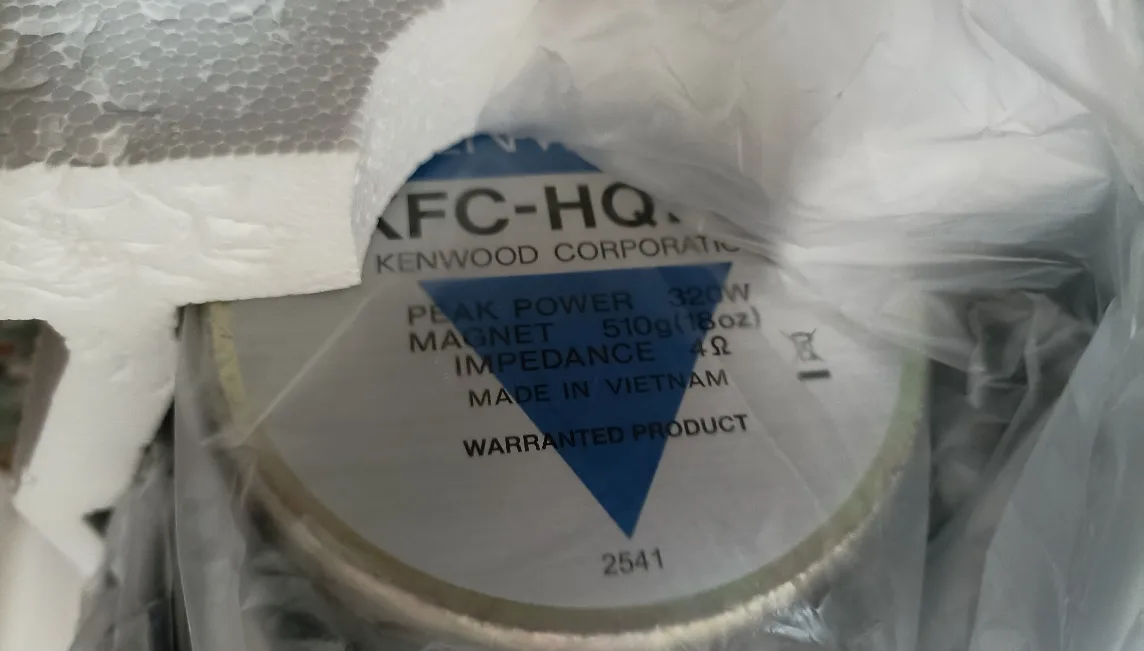 KFC-HQ
KENWOOD CORPORATIO
PEAK POWER 320W
MAGNET 510g(18oz)
IMPEDANCE 4Ω
MADE IN VIETNAM
WARRANTED PRODUCT
2541